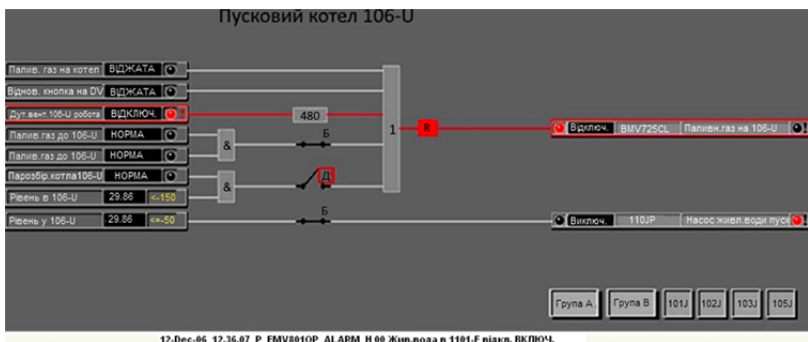 Пусковий котел 106-U
Палив. газ на котел ВІДЖАТА
Віднов. кнопка на DV ВІДЖАТА
Дут.вент.106-U робота ВІДКЛЮЧ.
480
Палив.газ до 106-U НОРМА
&
Б
1
R
Відключ. BMV725CL Паливн.газ на 106-U
Палив.газ до 106-U НОРМА
Парозбір.котла106-U НОРМА
&
Д
Рівень в 106-U 29.86 <-150
Рівень у 106-U 29.86 <=-50
Б
Виключ. 110JP Насос живл.води пуск
Група А. Група В 101J 102J 103J 105J
12-Dec-06 12.36.07 P EMV801OP ALARM H 00 Жив.вода в 1101-F відкл. ВКЛЮЧ.